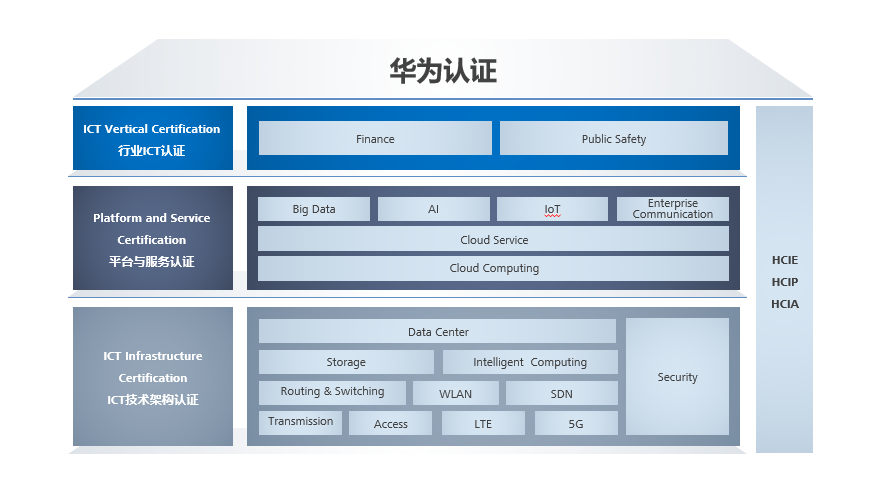 华为认证
ICT Vertical Certification
行业ICT认证
Finance
Public Safety
Platform and Service
Certification
平台与服务认证
Big Data
AI
IoT
Enterprise
Communication
Cloud Service
Cloud Computing
ICT Infrastructure
Certification
ICT技术架构认证
Data Center
Storage
Intelligent Computing
Routing & Switching
WLAN
SDN
Transmission
Access
LTE
5G
Security
HCIE
HCIP
HCIA